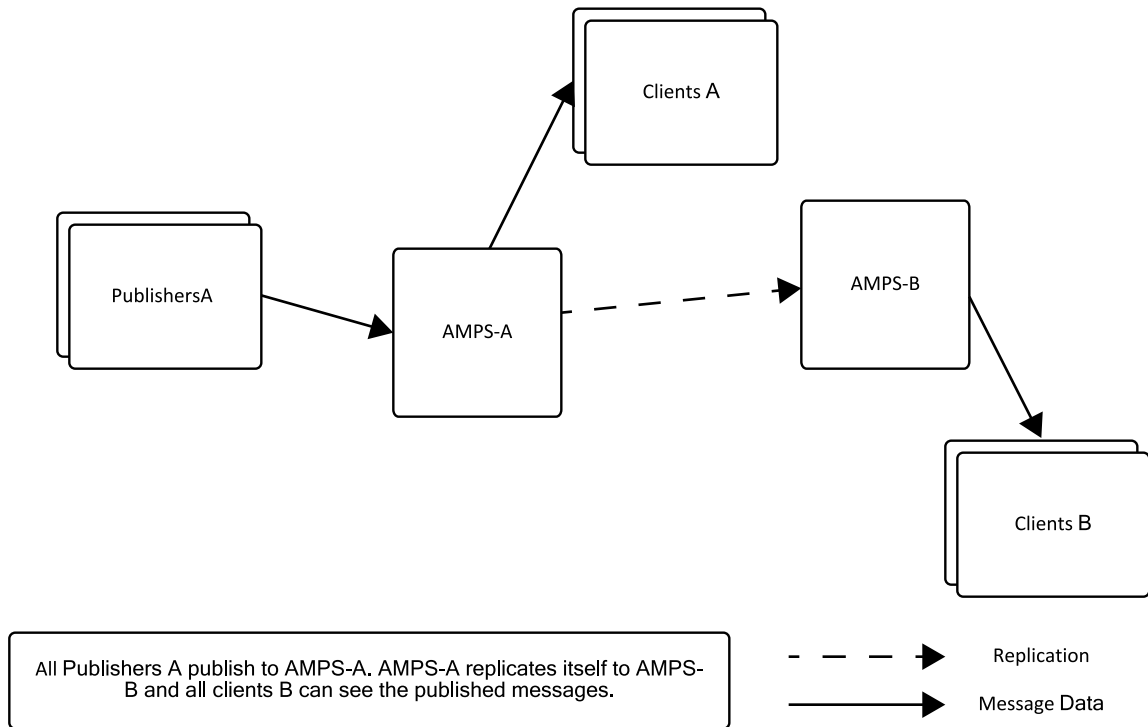 Clients A
PublishersA
AMPS-A
AMPS-B
Clients B
All Publishers A publish to AMPS-A. AMPS-A replicates itself to AMPS-
B and all clients B can see the published messages.
Replication
Message Data